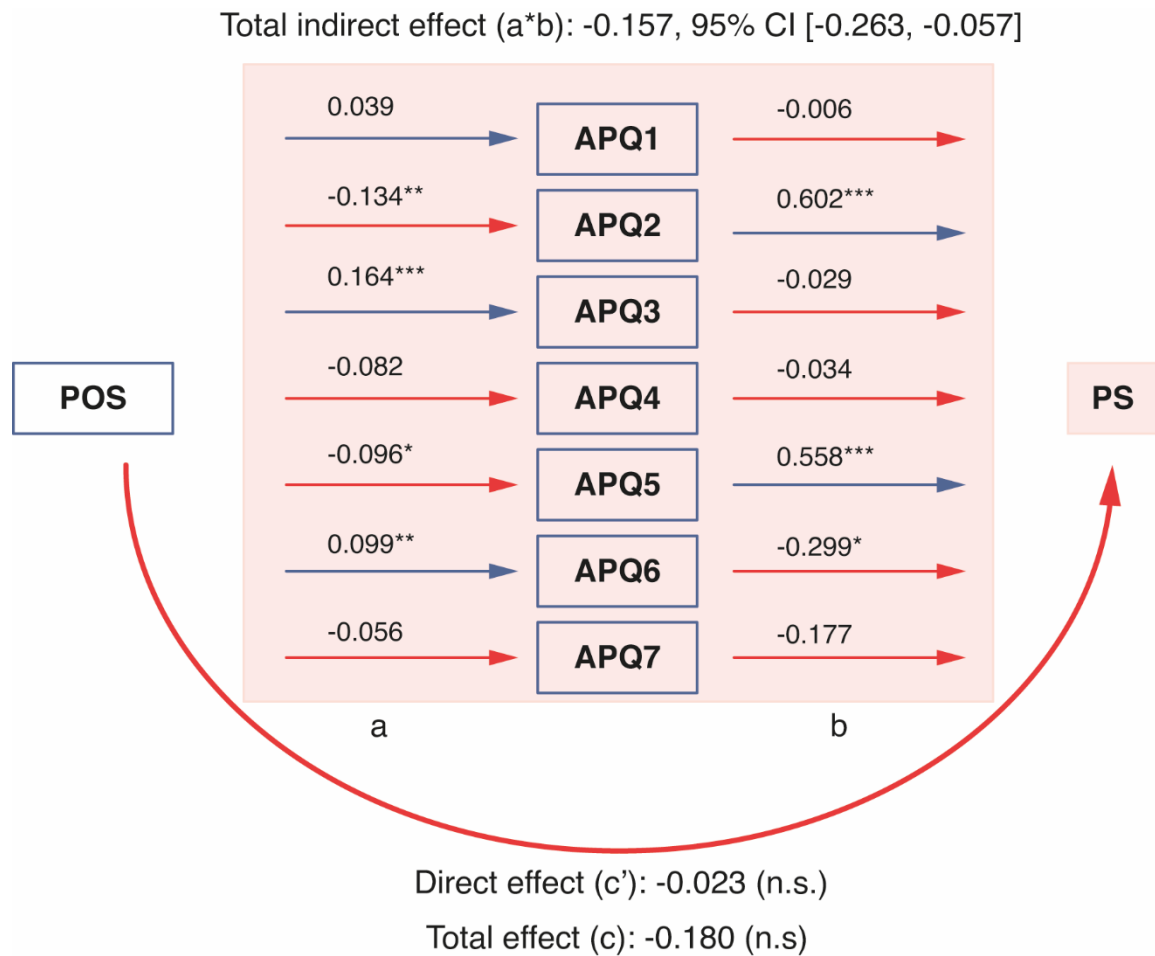 Total indirect effect (a*b): -0.157, 95% CI [-0.263, -0.057]
0.039 APQ1 -0.006
-0.134** APQ2 0.602***
0.164*** APQ3 -0.029
POS -0.082 APQ4 -0.034 PS
-0.096* APQ5 0.558***
0.099** APQ6 -0.299*
-0.056 APQ7 -0.177
a b
Direct effect (c’): -0.023 (n.s.)
Total effect (c): -0.180 (n.s)